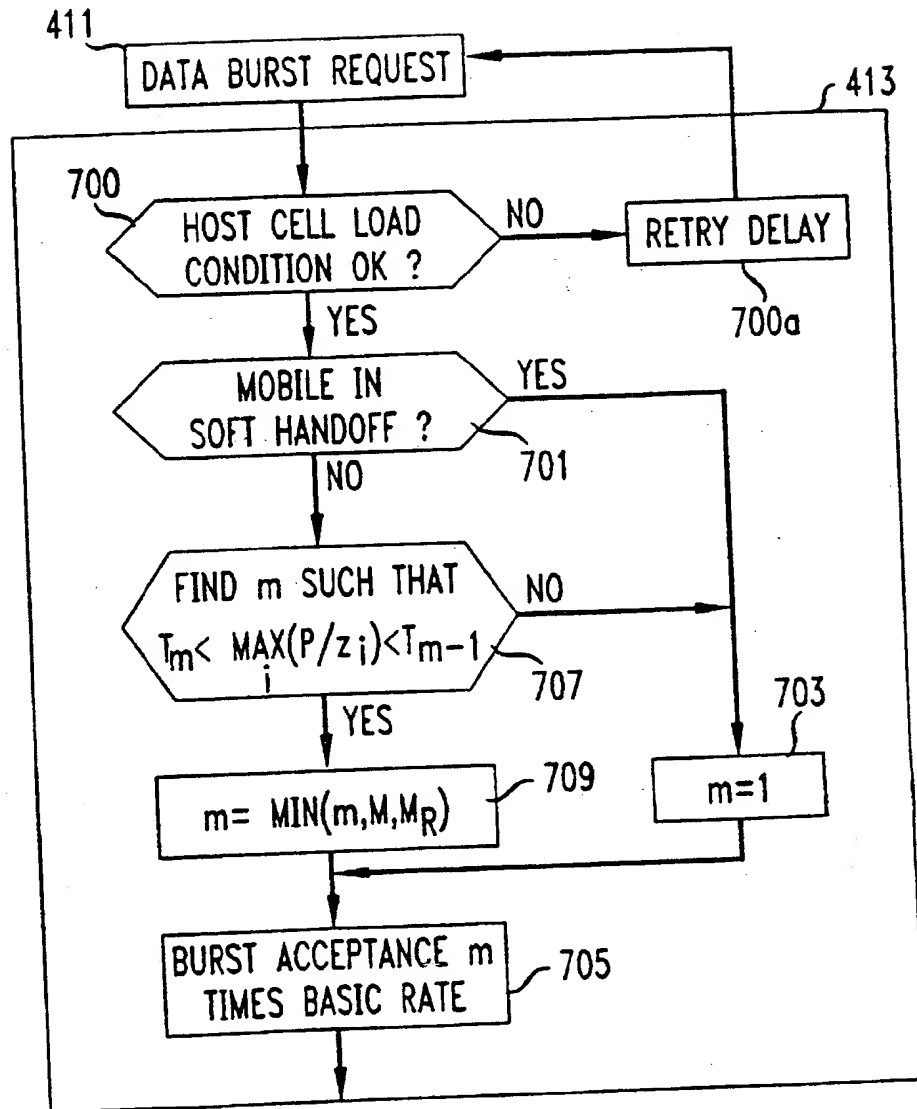 411
DATA BURST REQUEST
413
700
HOST CELL LOAD
CONDITION OK ?
NO
RETRY DELAY
700a
YES
MOBILE IN
SOFT HANDOFF ?
YES
701
NO
FIND m SUCH THAT
Tm< MAX(P/zi)<Tm-1
i
NO
707
YES
703
m= MIN(m,M,MR)
709
m=1
BURST ACCEPTANCE m
TIMES BASIC RATE
705